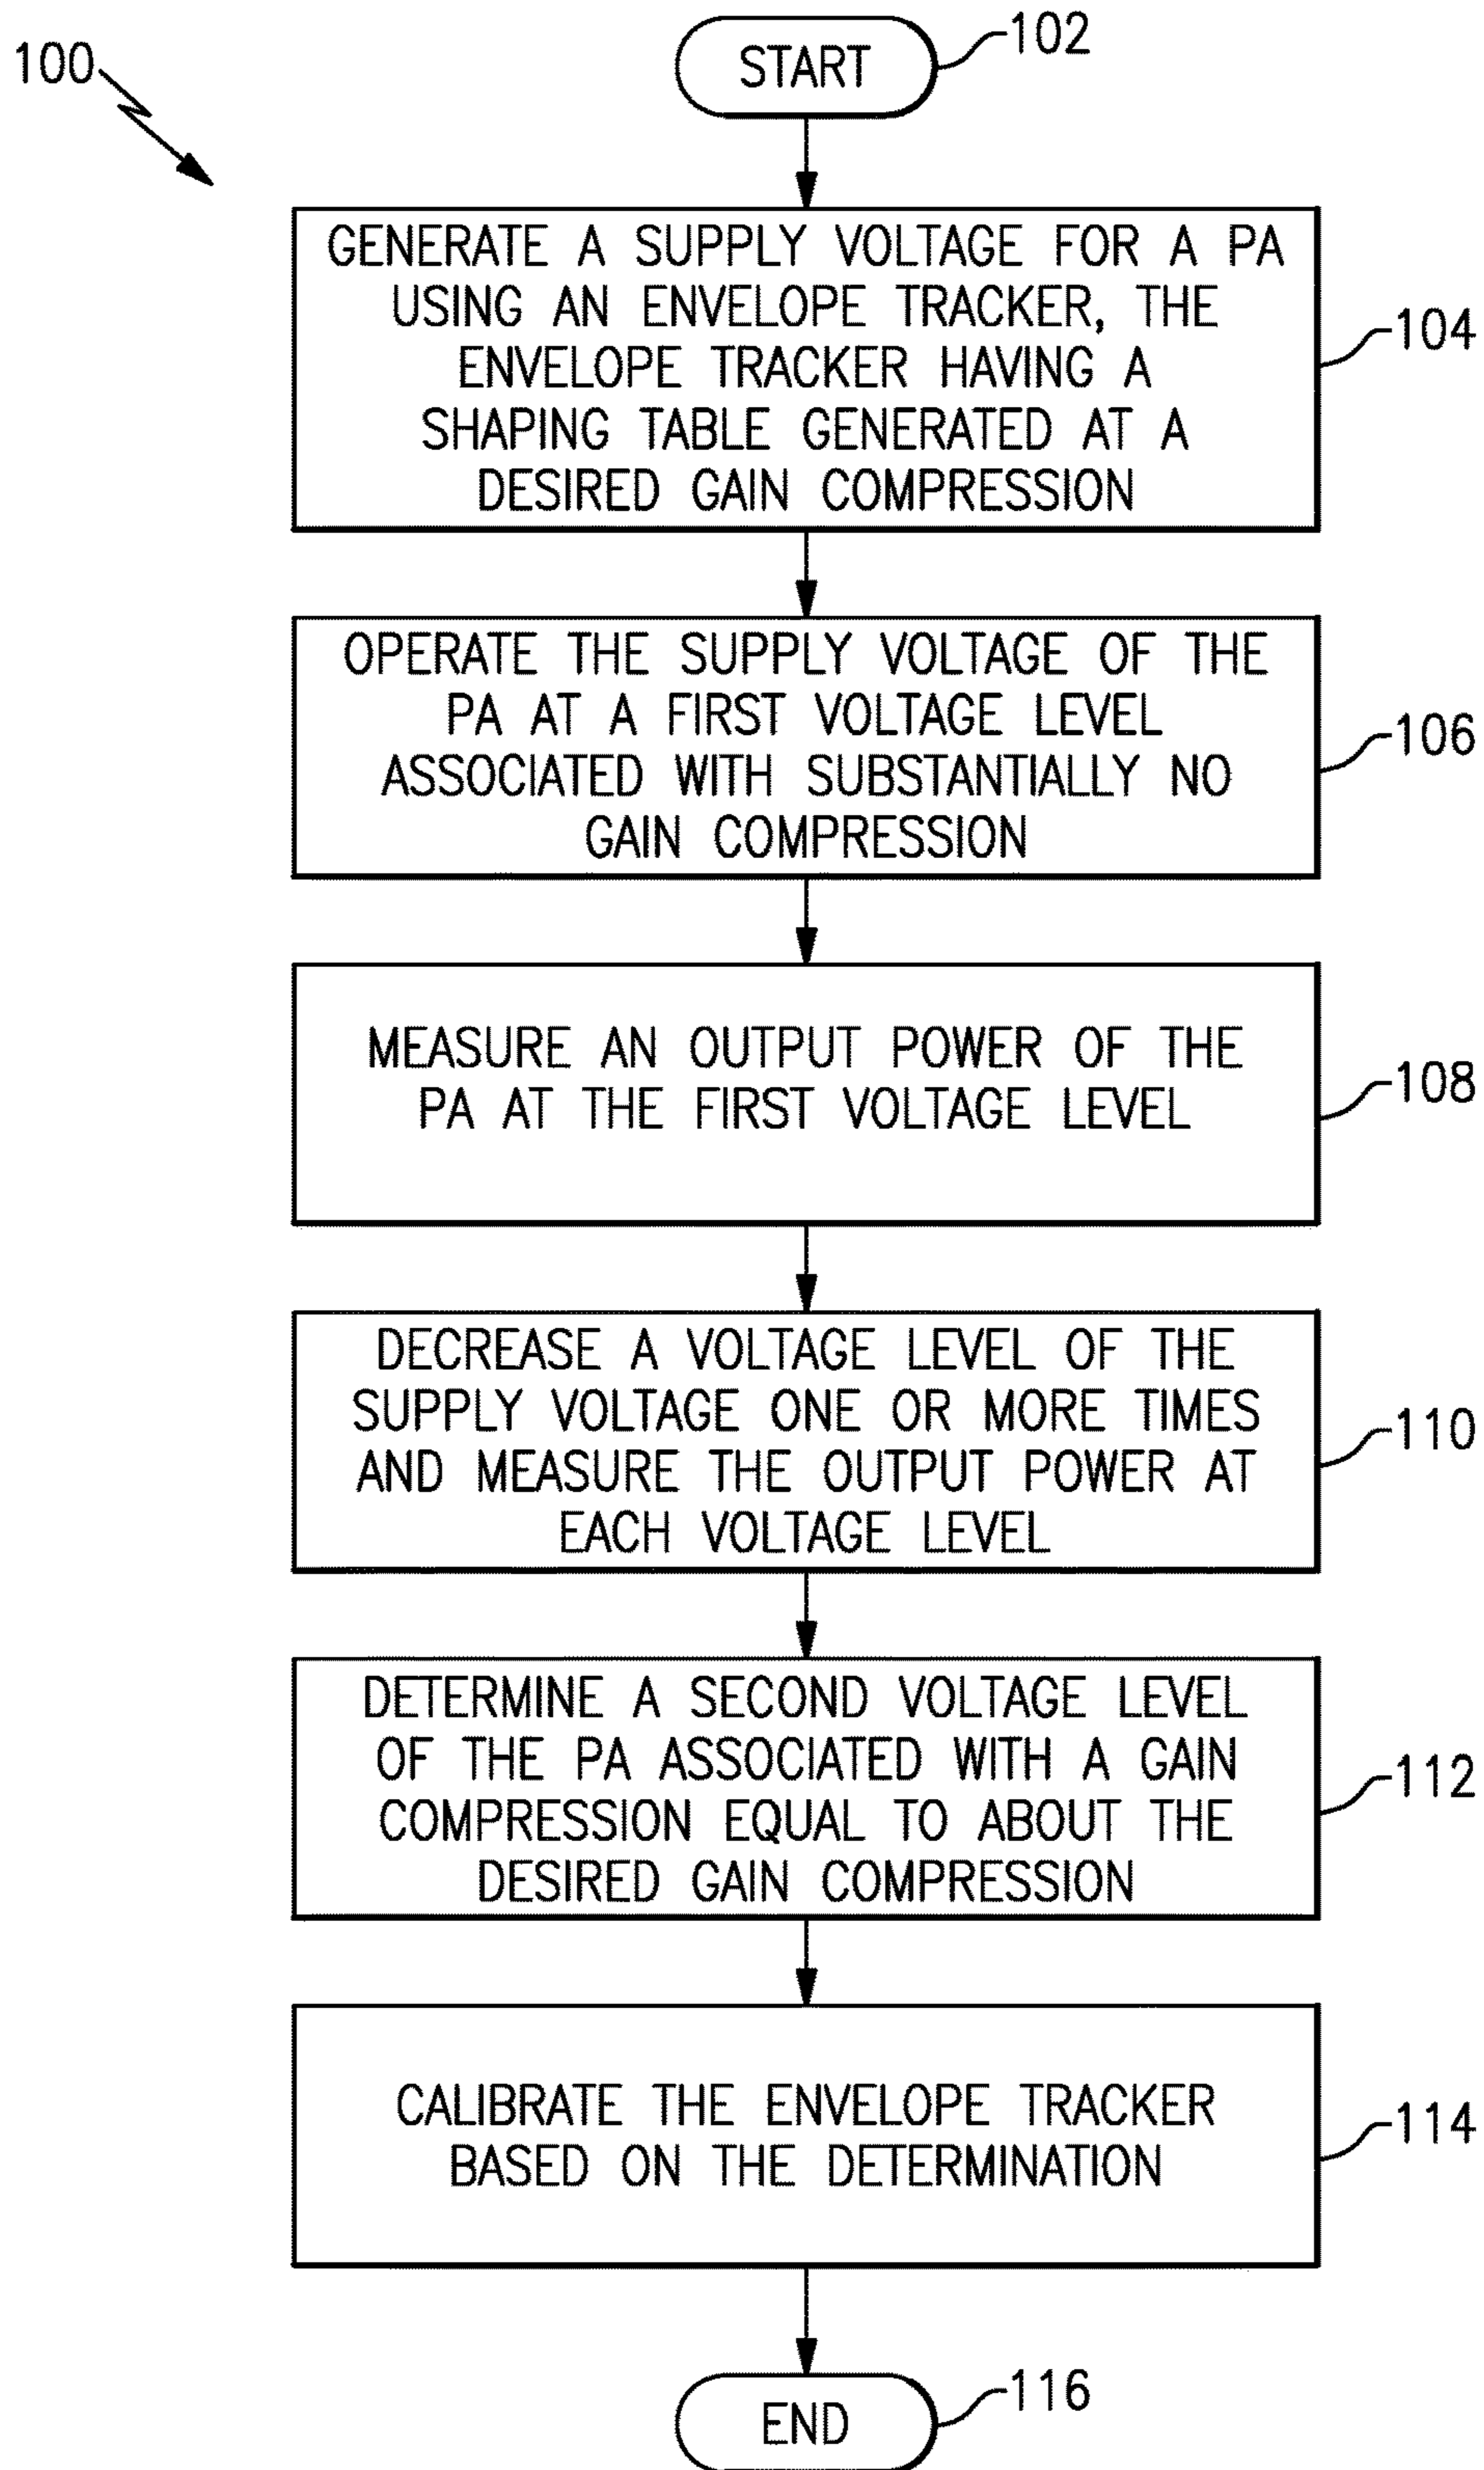 100
START
102
GENERATE A SUPPLY VOLTAGE FOR A PA
USING AN ENVELOPE TRACKER, THE
ENVELOPE TRACKER HAVING A
SHAPING TABLE GENERATED AT A
DESIRED GAIN COMPRESSION
104
OPERATE THE SUPPLY VOLTAGE OF THE
PA AT A FIRST VOLTAGE LEVEL
ASSOCIATED WITH SUBSTANTIALLY NO
GAIN COMPRESSION
106
MEASURE AN OUTPUT POWER OF THE
PA AT THE FIRST VOLTAGE LEVEL
108
DECREASE A VOLTAGE LEVEL OF THE
SUPPLY VOLTAGE ONE OR MORE TIMES
AND MEASURE THE OUTPUT POWER AT
EACH VOLTAGE LEVEL
110
DETERMINE A SECOND VOLTAGE LEVEL
OF THE PA ASSOCIATED WITH A GAIN
COMPRESSION EQUAL TO ABOUT THE
DESIRED GAIN COMPRESSION
112
CALIBRATE THE ENVELOPE TRACKER
BASED ON THE DETERMINATION
114
END
116